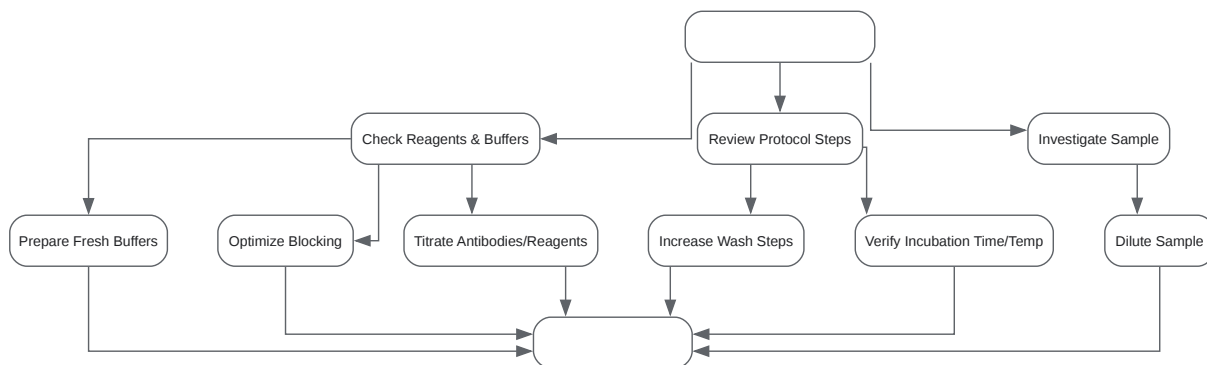 Check Reagents & Buffers
Review Protocol Steps
Investigate Sample
Prepare Fresh Buffers
Optimize Blocking
Titrate Antibodies/Reagents
Increase Wash Steps
Verify Incubation Time/Temp
Dilute Sample